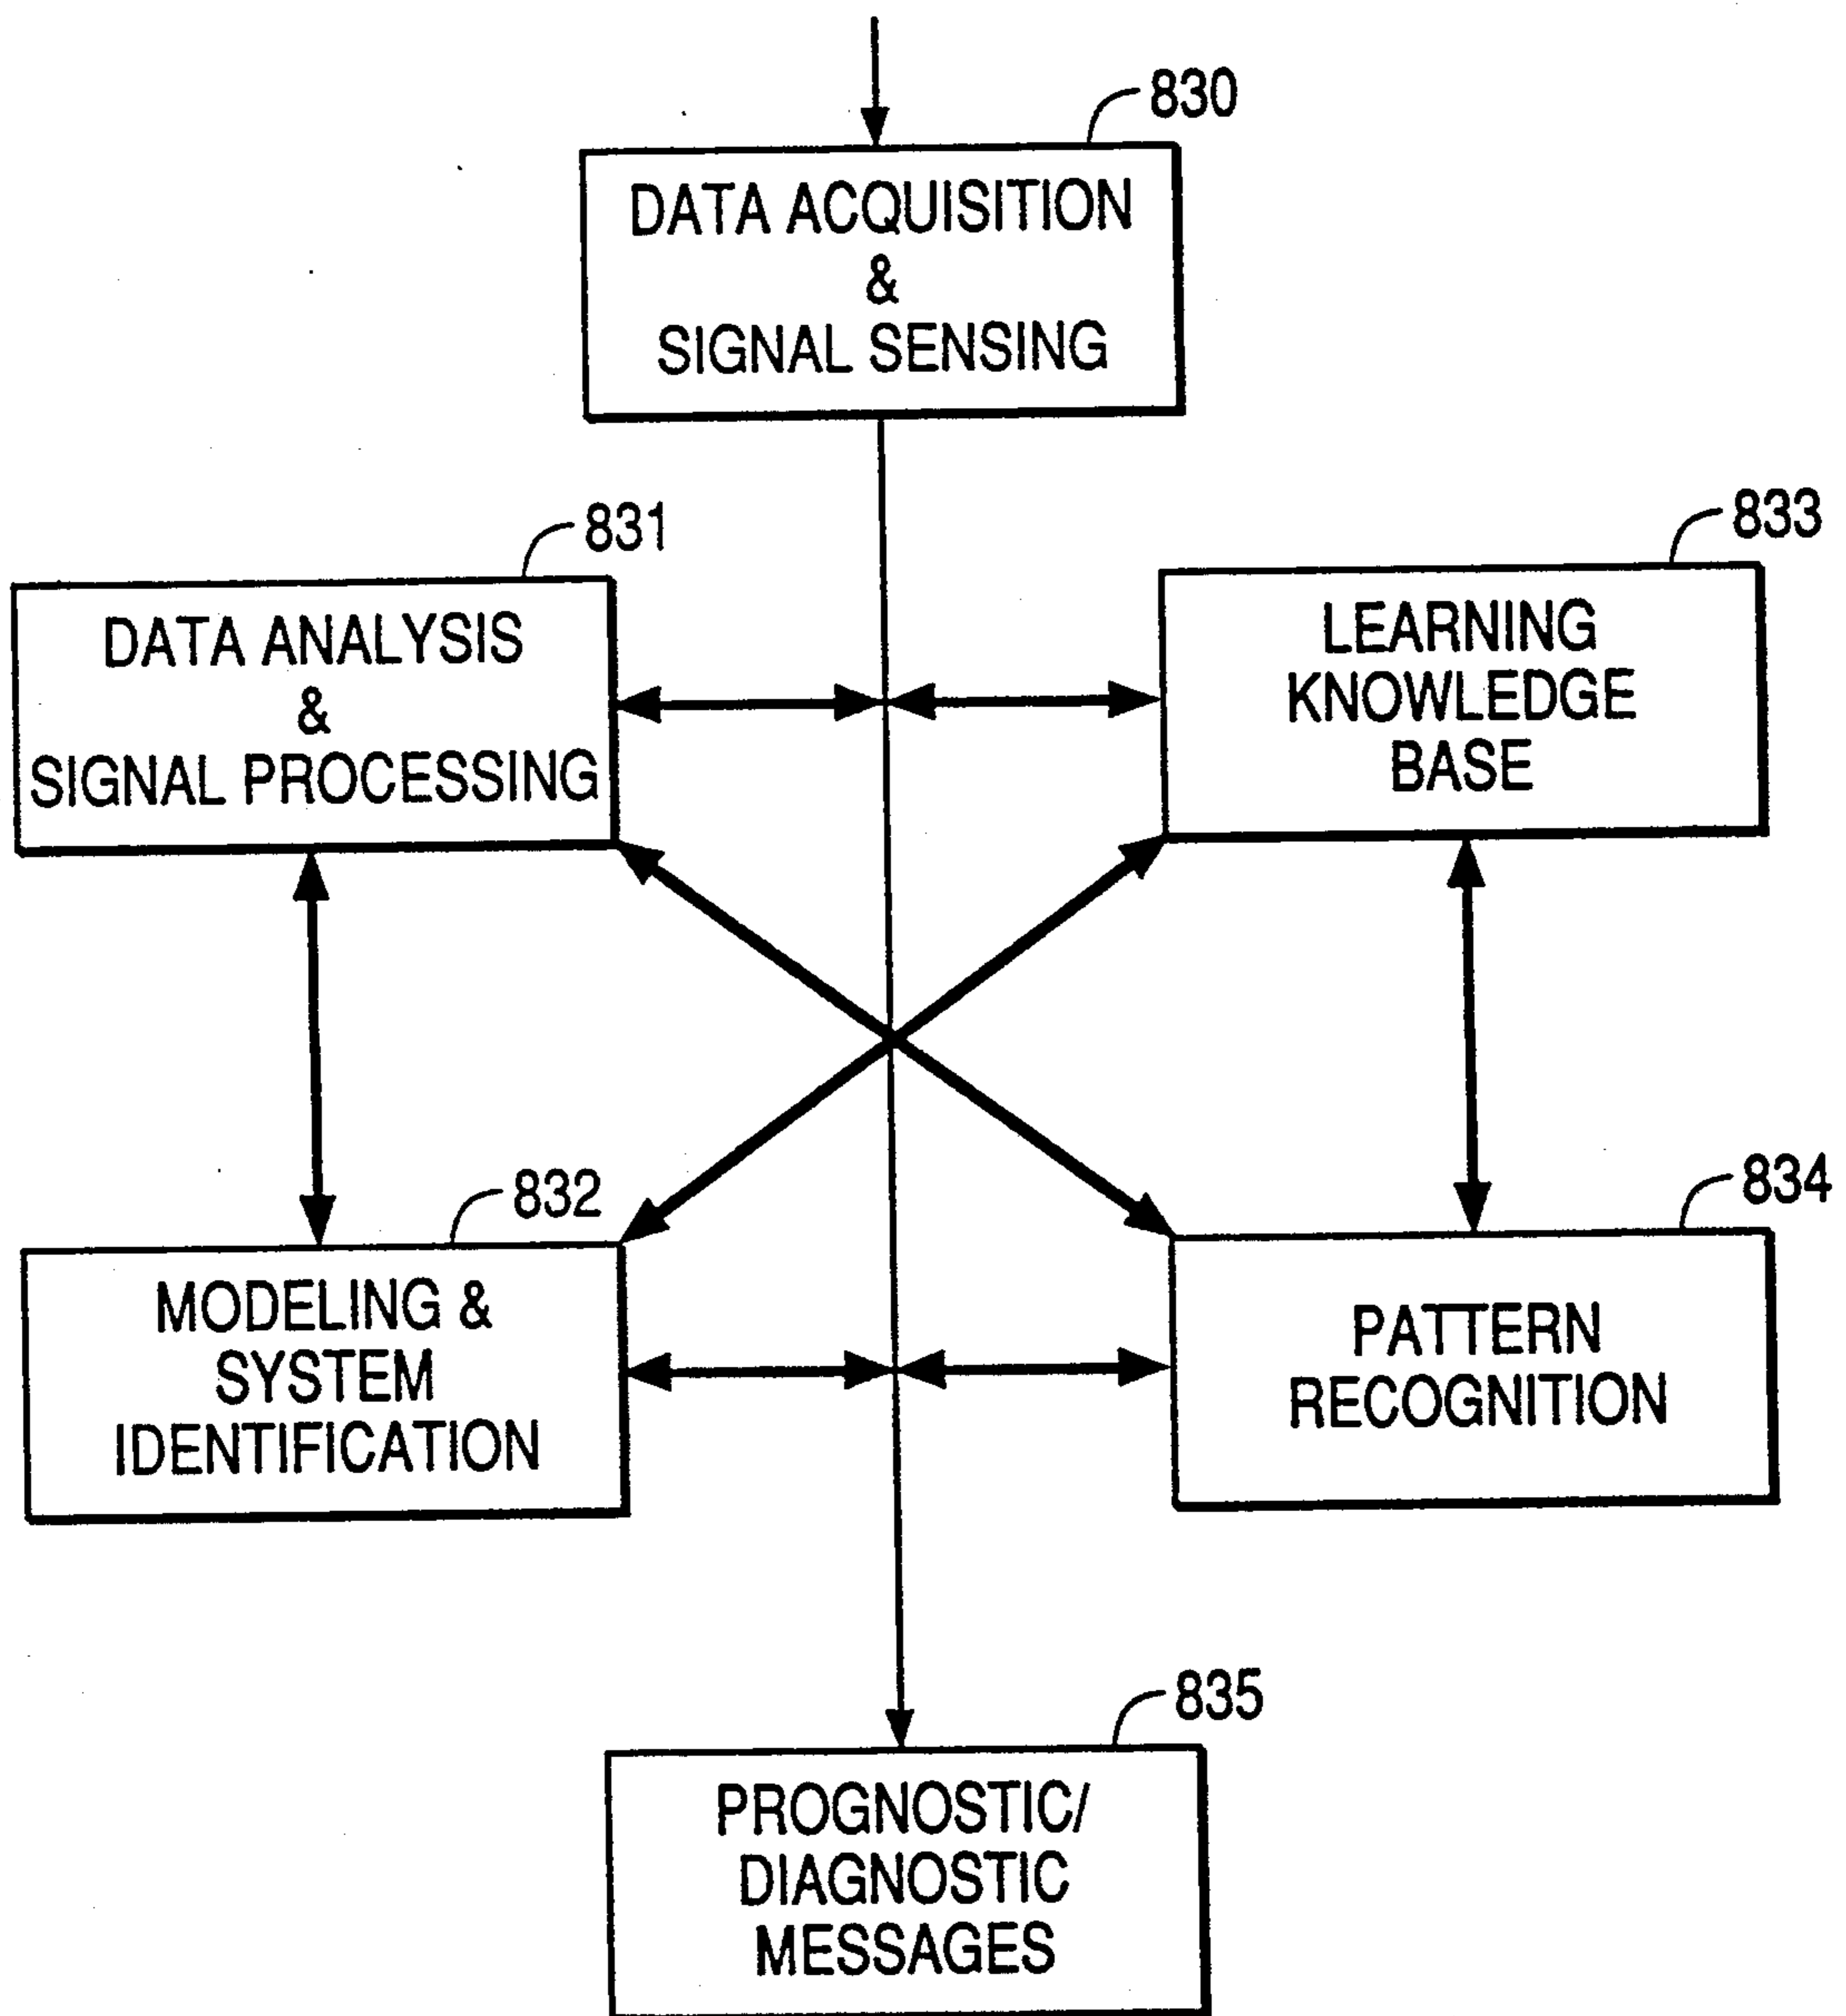 830
DATA ACQUISITION
&
SIGNAL SENSING
831
DATA ANALYSIS
&
SIGNAL PROCESSING
833
LEARNING
KNOWLEDGE
BASE
832
MODELING &
SYSTEM
IDENTIFICATION
834
PATTERN
RECOGNITION
835
PROGNOSTIC/
DIAGNOSTIC
MESSAGES